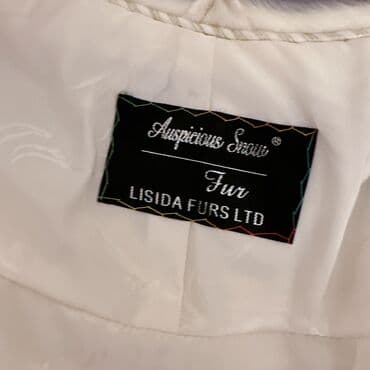 Auspicious Snow®
Fur
LISIDA FURS LTD